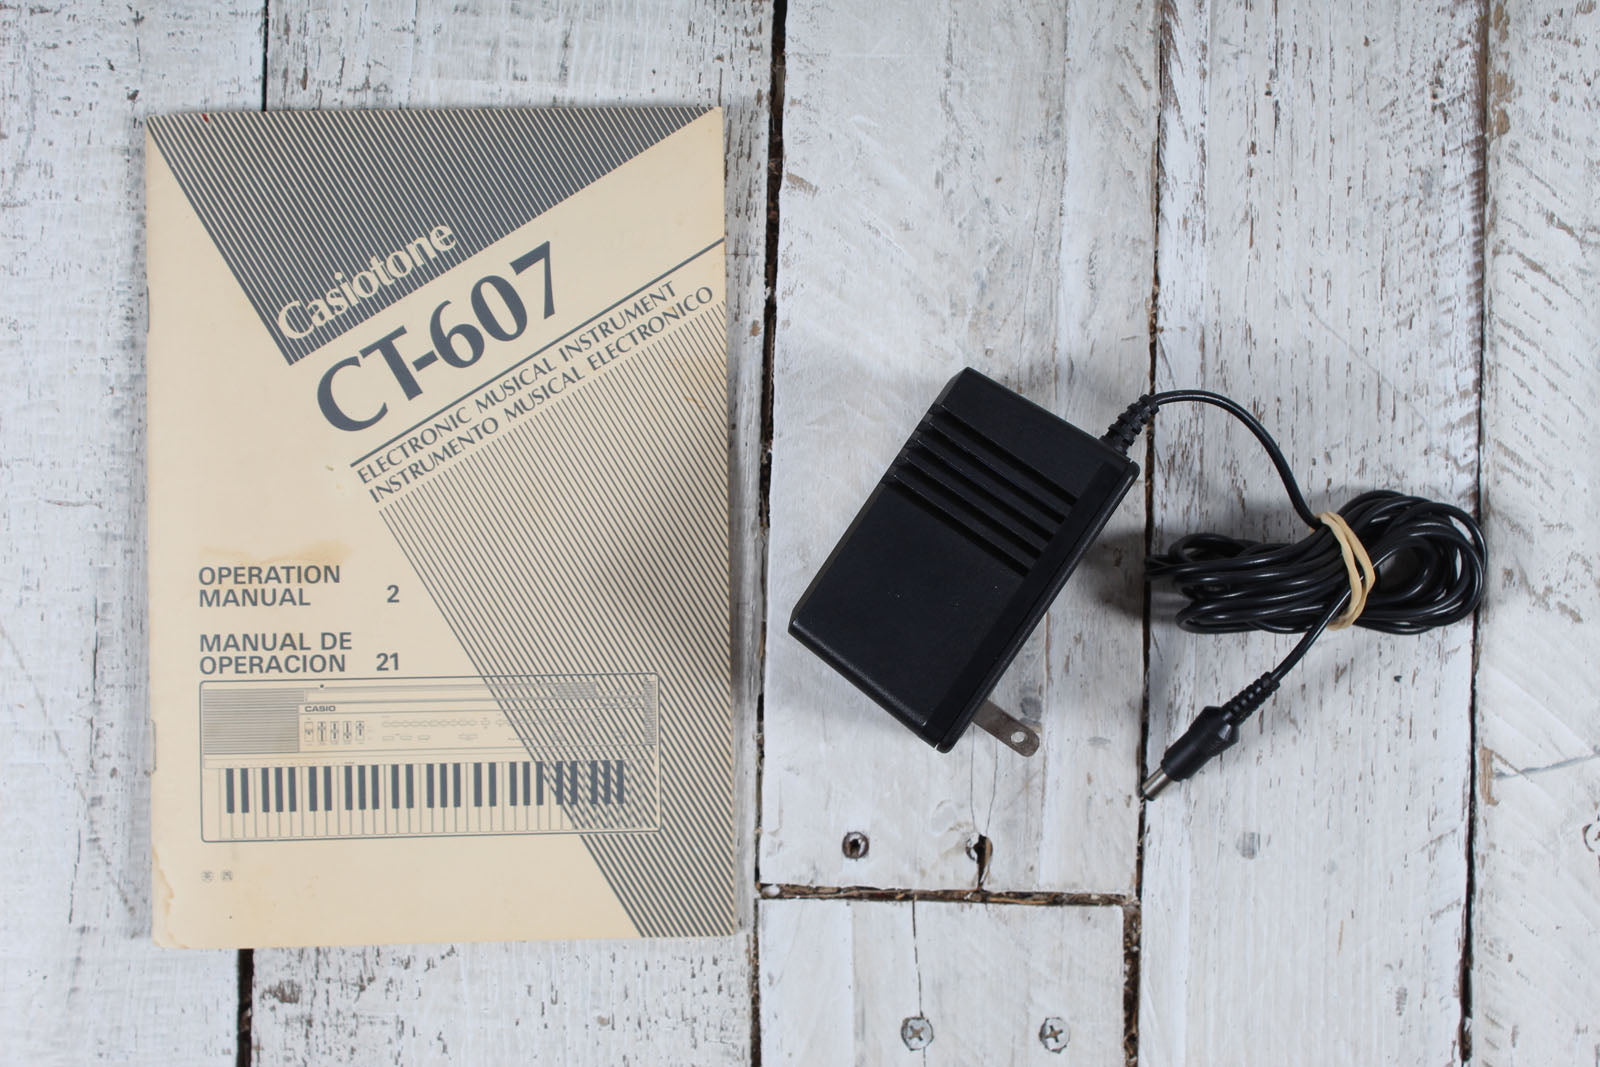 Casiotone
CT-607
ELECTRONIC MUSICAL INSTRUMENT
INSTRUMENTO MUSICAL ELECTRONICO
OPERATION
MANUAL 2
MANUAL DE
OPERACION 21
CASIO